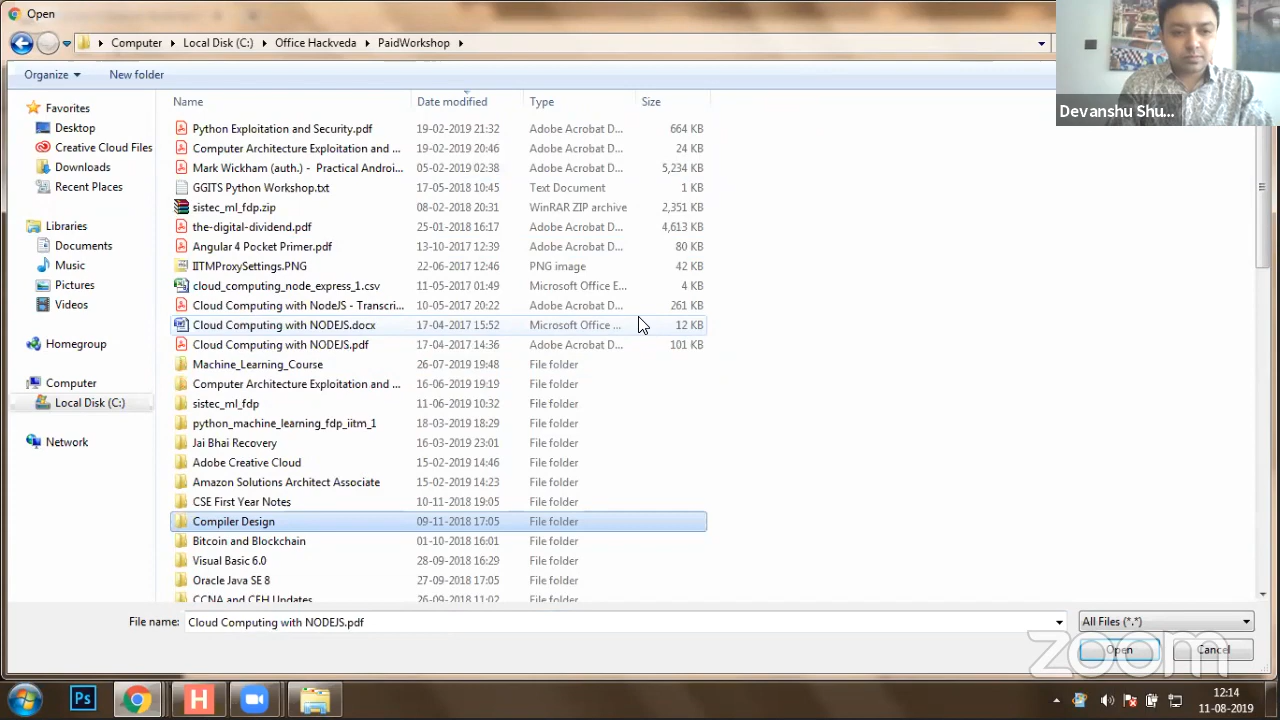 Open
Computer
Local Disk (C:)
Office Hackveda
PaidWorkshop
Devanshu Shu...
Organize
New folder
Name
Date modified
Type
Size
Favorites
Desktop
Creative Cloud Files
Downloads
Recent Places
Libraries
Documents
Music
Pictures
Videos
Homegroup
Computer
Local Disk (C:)
Network
Python Exploitation and Security.pdf 19-02-2019 21:32 Adobe Acrobat D... 664 KB
Computer Architecture Exploitation and ... 19-02-2019 20:46 Adobe Acrobat D... 24 KB
Mark Wickham (auth.) - Practical Androi... 05-02-2019 02:38 Adobe Acrobat D... 5,234 KB
GGITS Python Workshop.txt 17-05-2018 10:45 Text Document 1 KB
sistec_ml_fdp.zip 08-02-2018 20:31 WinRAR ZIP archive 2,351 KB
the-digital-dividend.pdf 25-01-2018 16:17 Adobe Acrobat D... 4,613 KB
Angular 4 Pocket Primer.pdf 13-10-2017 12:39 Adobe Acrobat D... 80 KB
IITMProxySettings.PNG 22-06-2017 12:46 PNG image 42 KB
cloud_computing_node_express_1.csv 11-05-2017 01:49 Microsoft Office E... 4 KB
Cloud Computing with NodeJS - Transcri... 10-05-2017 20:22 Adobe Acrobat D... 261 KB
Cloud Computing with NODEJS.docx 17-04-2017 15:52 Microsoft Office ... 12 KB
Cloud Computing with NODEJS.pdf 17-04-2017 14:36 Adobe Acrobat D... 101 KB
Machine_Learning_Course 26-07-2019 19:48 File folder
Computer Architecture Exploitation and ... 16-06-2019 19:19 File folder
sistec_ml_fdp 11-06-2019 10:32 File folder
python_machine_learning_fdp_iitm_1 18-03-2019 18:29 File folder
Jai Bhai Recovery 16-03-2019 23:01 File folder
Adobe Creative Cloud 15-02-2019 14:46 File folder
Amazon Solutions Architect Associate 15-02-2019 14:23 File folder
CSE First Year Notes 10-11-2018 19:05 File folder
Compiler Design 09-11-2018 17:05 File folder
Bitcoin and Blockchain 01-10-2018 16:01 File folder
Visual Basic 6.0 28-09-2018 16:29 File folder
Oracle Java SE 8 27-09-2018 17:05 File folder
CCNA and CEH Updates 26-09-2018 11:02 File folder
File name: Cloud Computing with NODEJS.pdf
All Files (*.*)
Open
Cancel
zoom
Ps
H
12:14
11-08-2019